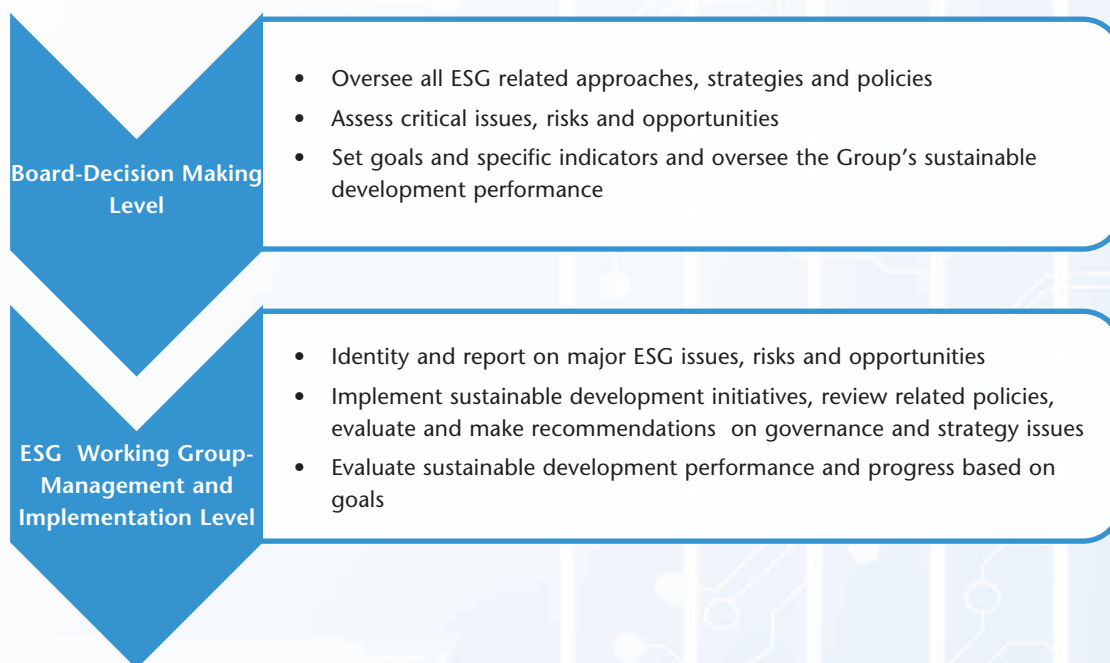 Board-Decision Making
Level
• Oversee all ESG related approaches, strategies and policies
• Assess critical issues, risks and opportunities
• Set goals and specific indicators and oversee the Group's sustainable
development performance
ESG Working Group-
Management and
Implementation Level
• Identity and report on major ESG issues, risks and opportunities
• Implement sustainable development initiatives, review related policies,
evaluate and make recommendations on governance and strategy issues
• Evaluate sustainable development performance and progress based on
goals